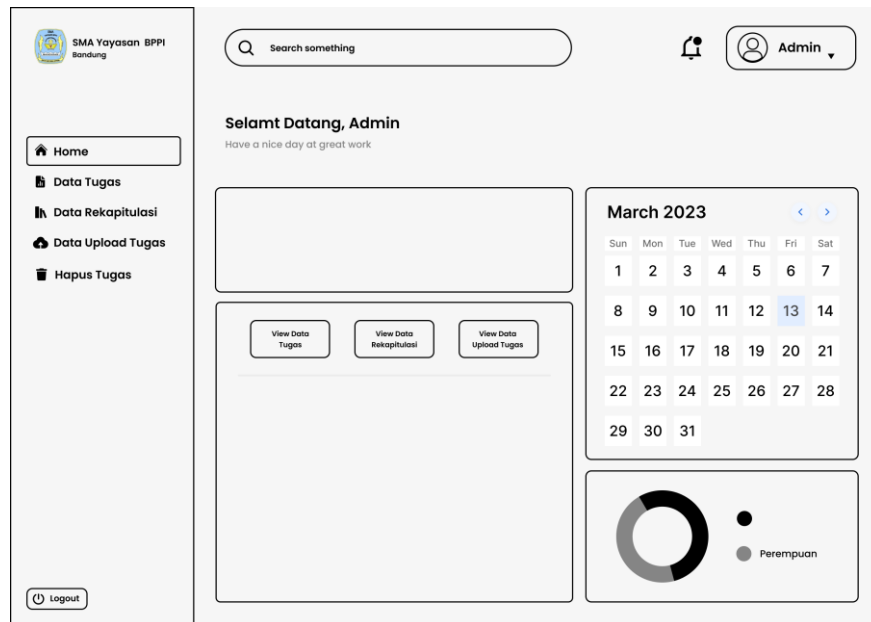 SMA Yayasan BPPI
Bandung
Search something
Admin
Selamt Datang, Admin
Have a nice day at great work
Home
Data Tugas
Data Rekapitulasi
Data Upload Tugas
Hapus Tugas
View Data
Tugas
View Data
Rekapitulasi
View Data
Upload Tugas
March 2023
Sun Mon Tue Wed Thu Fri Sat
1 2 3 4 5 6 7
8 9 10 11 12 13 14
15 16 17 18 19 20 21
22 23 24 25 26 27 28
29 30 31
Perempuan
Logout